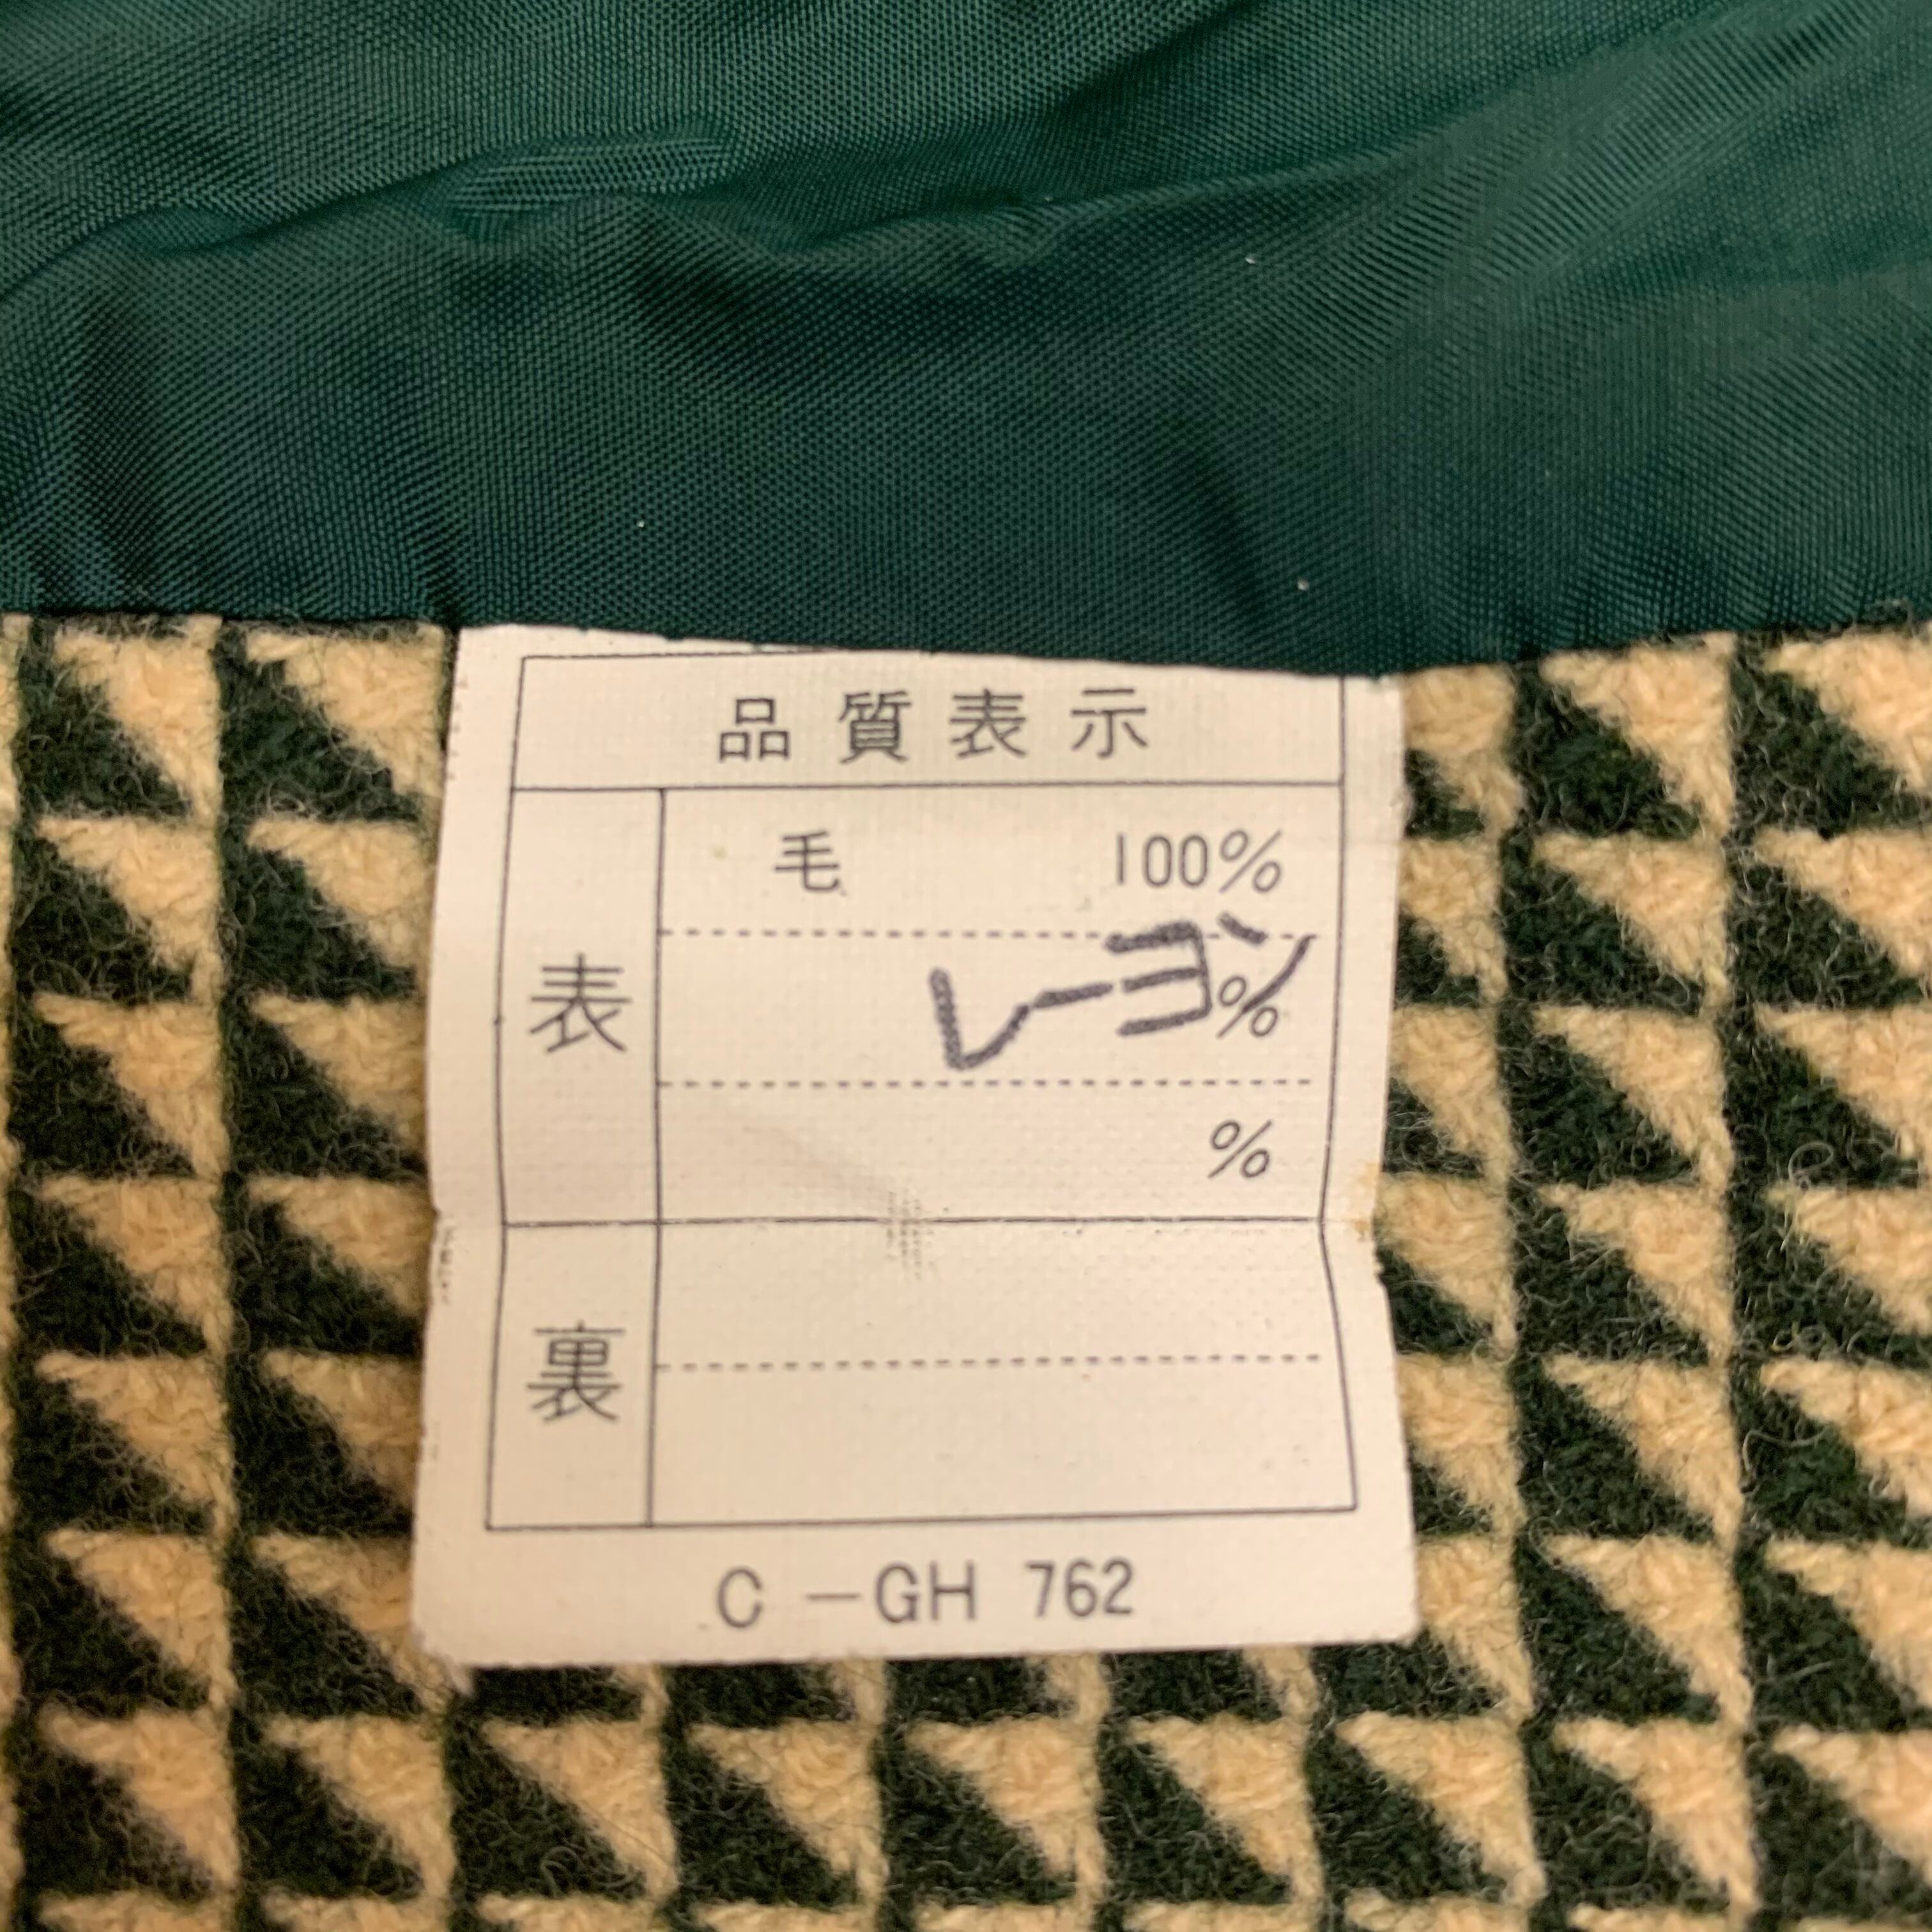 品質表示
表
毛 100%
レーヨン%
%
裏
C-GH 762